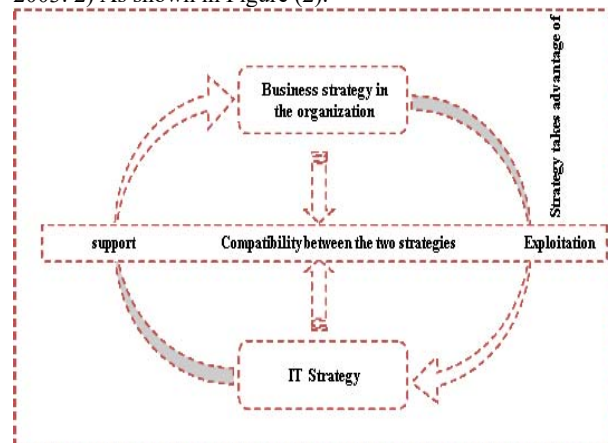 2003: 2) As shown in Figure (2).
Business strategy in
the organization
Strategy takes advantage of
support
Compatibility between the two strategies
Exploitation
IT Strategy